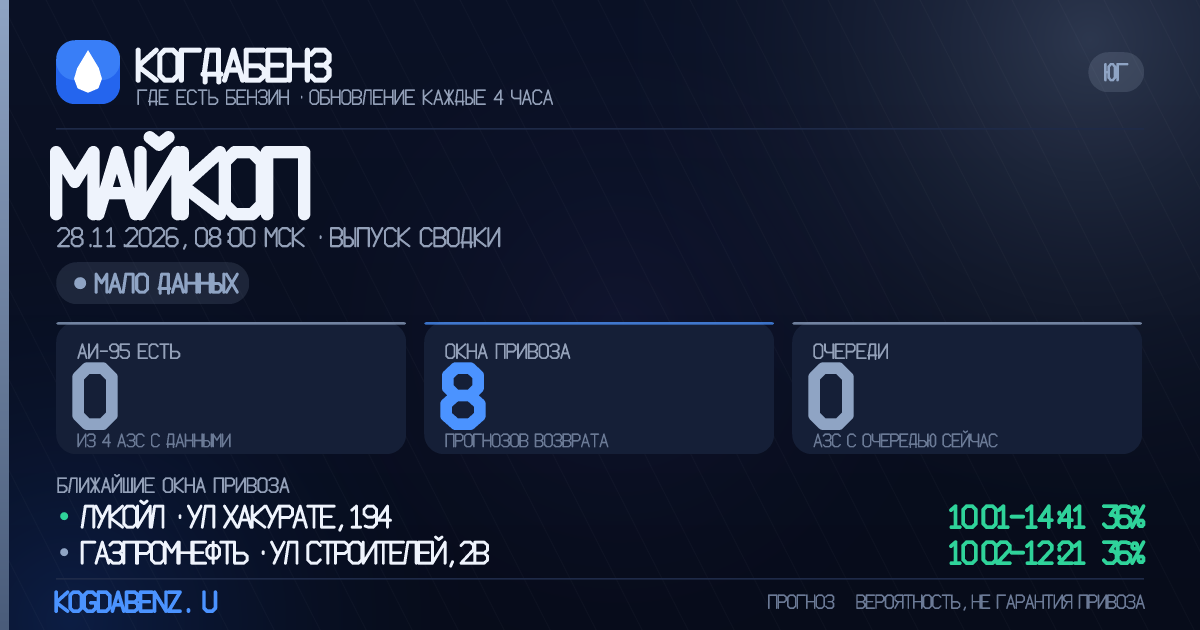 КОГДАБЕНЗ
ГДЕ ЕСТЬ БЕНЗИН · ОБНОВЛЕНИЕ КАЖДЫЕ 4 ЧАСА
ЮГ
МАЙКОП
28.11.2026, 08:00 МСК · ВЫПУСК СВОДКИ
МАЛО ДАННЫХ
АИ-95 ЕСТЬ
0
ИЗ 4 АЗС С ДАННЫМИ
ОКНА ПРИВОЗА
8
ПРОГНОЗОВ ВОЗВРАТА
ОЧЕРЕДИ
0
АЗС С ОЧЕРЕДЬЮ СЕЙЧАС
БЛИЖАЙШИЕ ОКНА ПРИВОЗА
• ЛУКОЙЛ · УЛ ХАКУРАТЕ, 194 10:01–14:41 36%
• ГАЗПРОМНЕФТЬ · УЛ СТРОИТЕЛЕЙ, 2В 10:02–12:21 36%
KOGDABENZ. U
ПРОГНОЗ ВЕРОЯТНОСТЬ, НЕ ГАРАНТИЯ ПРИВОЗА